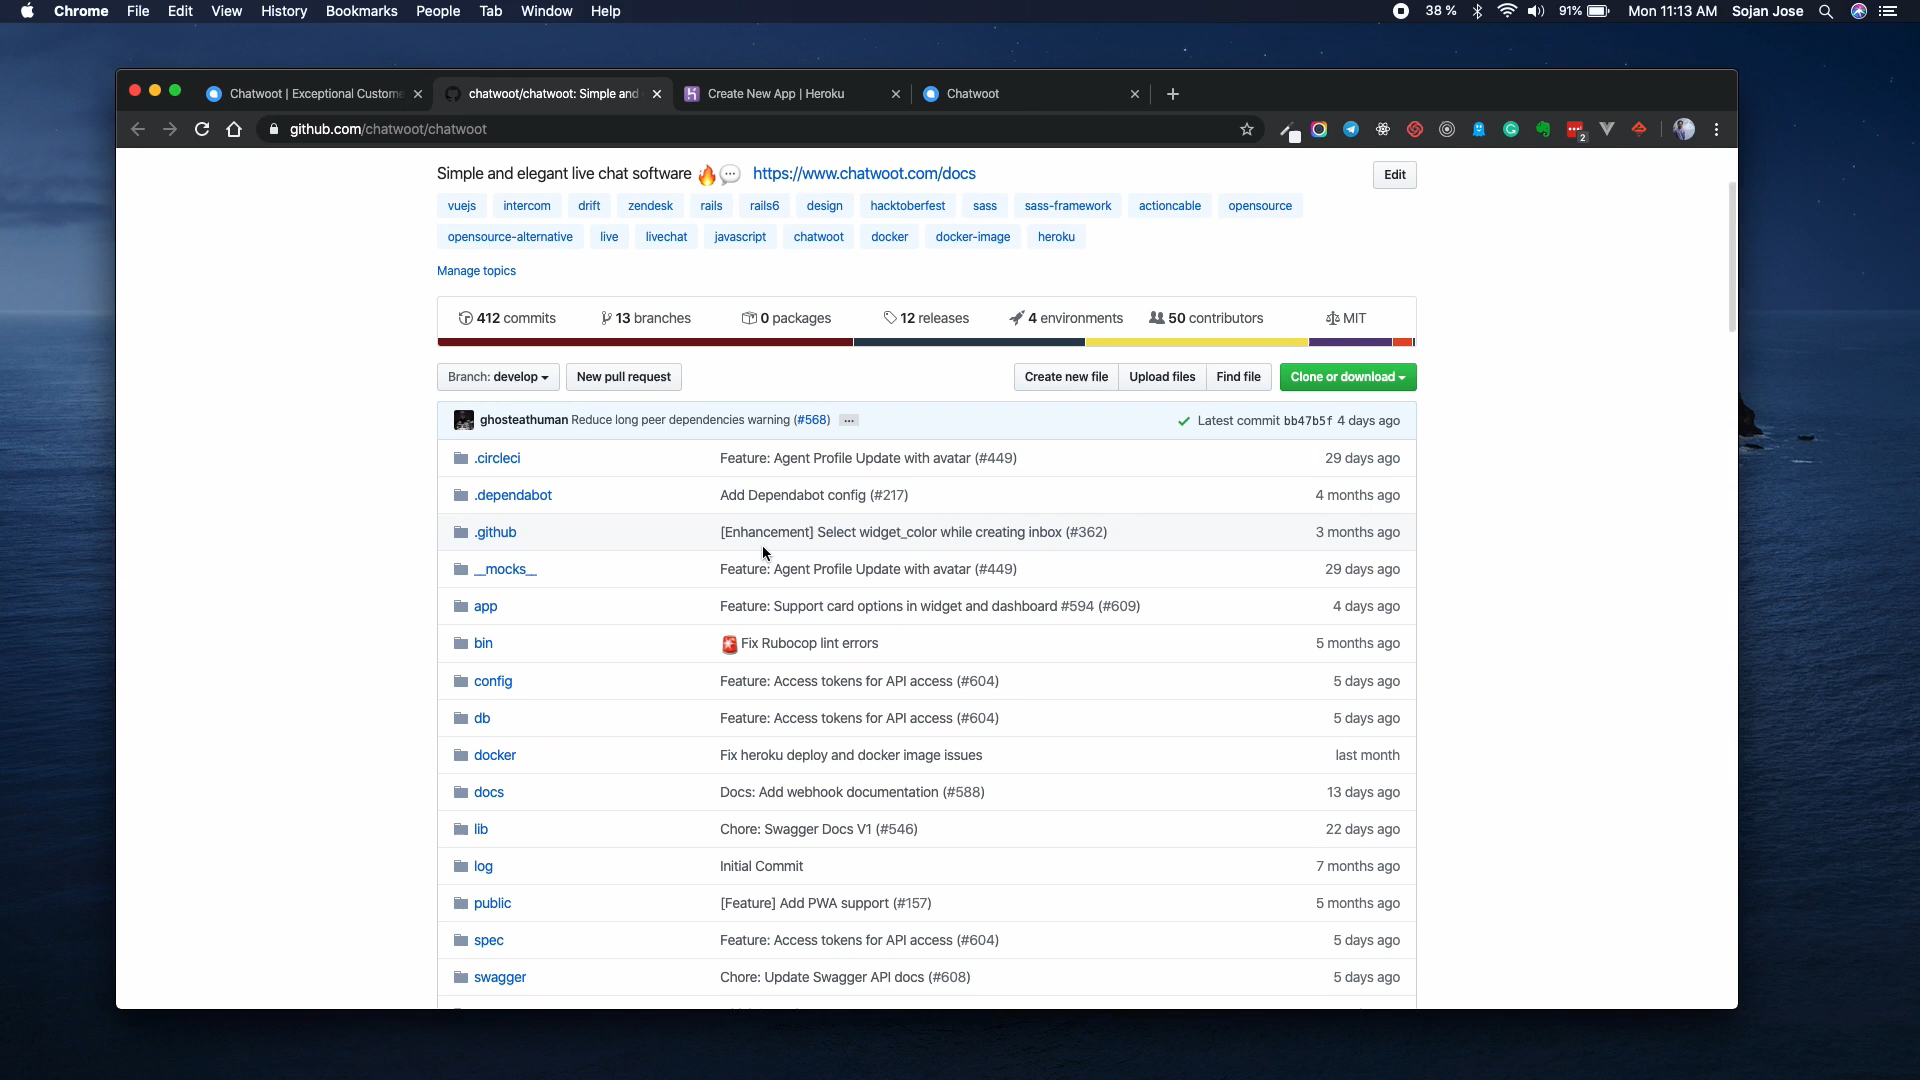 Chrome File Edit View History Bookmarks People Tab Window Help 38 % 91% Mon 11:13 AM Sojan Jose
Chatwoot | Exceptional Custome chatwoot/chatwoot: Simple and Create New App | Heroku Chatwoot
github.com/chatwoot/chatwoot 2
Simple and elegant live chat software 🔥💬 https://www.chatwoot.com/docs Edit
vuejs intercom drift zendesk rails rails6 design hacktoberfest sass sass-framework actioncable opensource
opensource-alternative live livechat javascript chatwoot docker docker-image heroku
Manage topics
412 commits 13 branches 0 packages 12 releases 4 environments 50 contributors MIT
Branch: develop New pull request Create new file Upload files Find file Clone or download
ghosteathuman Reduce long peer dependencies warning (#568) ... Latest commit bb47b5f 4 days ago
.circleci Feature: Agent Profile Update with avatar (#449) 29 days ago
.dependabot Add Dependabot config (#217) 4 months ago
.github [Enhancement] Select widget_color while creating inbox (#362) 3 months ago
__mocks__ Feature: Agent Profile Update with avatar (#449) 29 days ago
app Feature: Support card options in widget and dashboard #594 (#609) 4 days ago
bin 🚨 Fix Rubocop lint errors 5 months ago
config Feature: Access tokens for API access (#604) 5 days ago
db Feature: Access tokens for API access (#604) 5 days ago
docker Fix heroku deploy and docker image issues last month
docs Docs: Add webhook documentation (#588) 13 days ago
lib Chore: Swagger Docs V1 (#546) 22 days ago
log Initial Commit 7 months ago
public [Feature] Add PWA support (#157) 5 months ago
spec Feature: Access tokens for API access (#604) 5 days ago
swagger Chore: Update Swagger API docs (#608) 5 days ago